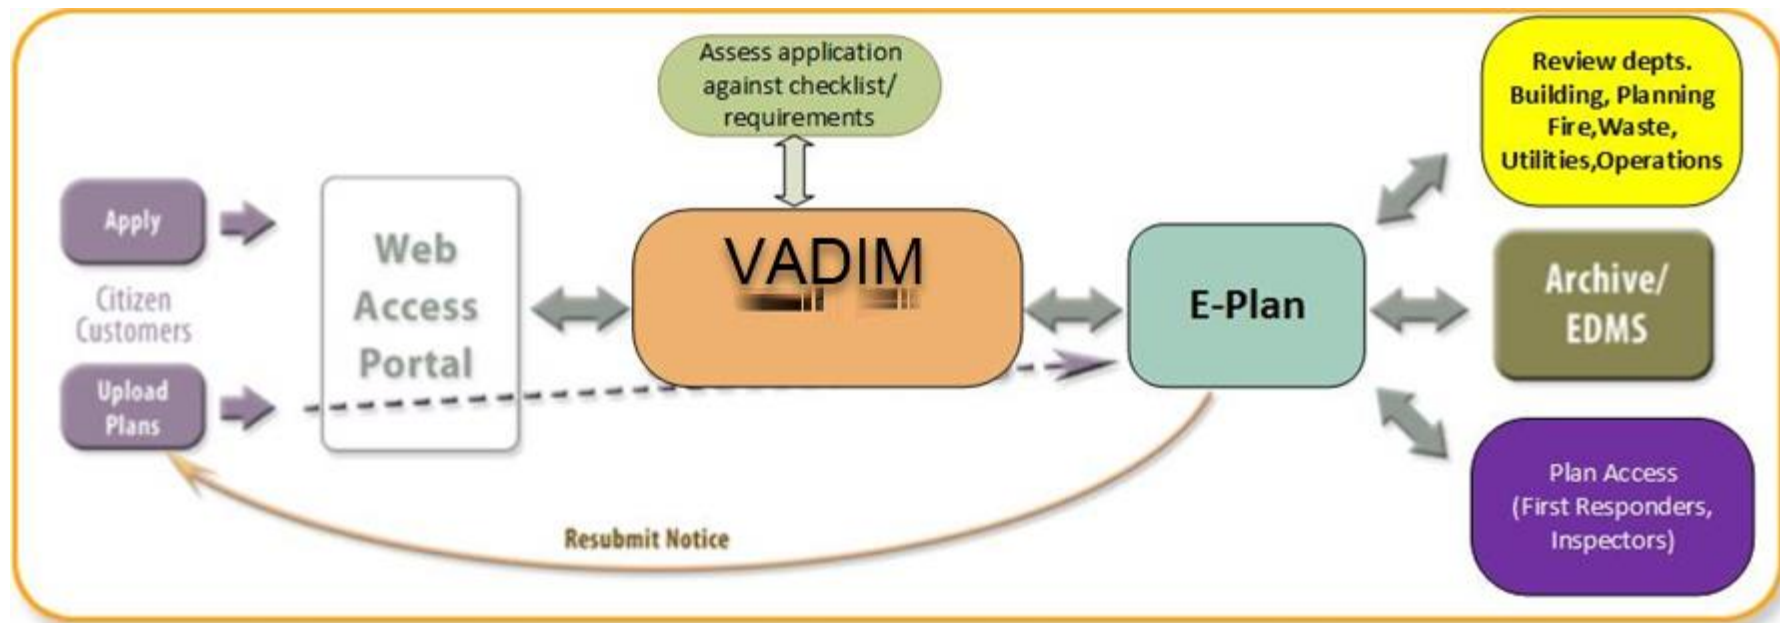 Apply
Citizen
Customers
Upload
Plans
Web
Access
Portal
Assess application
against checklist/
requirements
VADIM
E-Plan
Resubmit Notice
Review depts.
Building, Planning
Fire,Waste,
Utilities,Operations
Archive/
EDMS
Plan Access
(First Responders,
Inspectors)